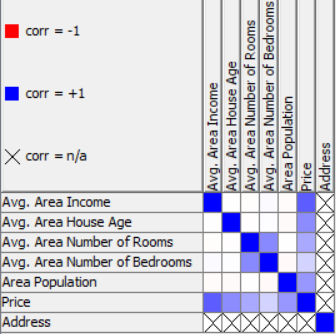 corr = -1
corr = +1
corr = n/a
Avg. Area Income
Avg. Area House Age
Avg. Area Number of Rooms
Avg. Area Number of Bedrooms
Area Population
Price
Address
Avg. Area Income
Avg. Area House Age
Avg. Area Number of Rooms
Avg. Area Number of Bedrooms
Area Population
Price
Address